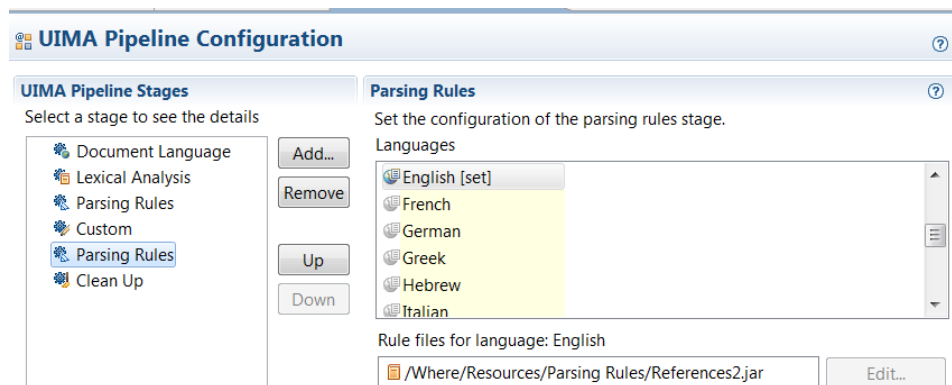 UIMA Pipeline Configuration
UIMA Pipeline Stages
Select a stage to see the details
Document Language
Lexical Analysis
Parsing Rules
Custom
Parsing Rules
Clean Up
Add...
Remove
Up
Down
Parsing Rules
Set the configuration of the parsing rules stage.
Languages
English [set]
French
German
Greek
Hebrew
Italian
Rule files for language: English
/Where/Resources/Parsing Rules/References2.jar
Edit...